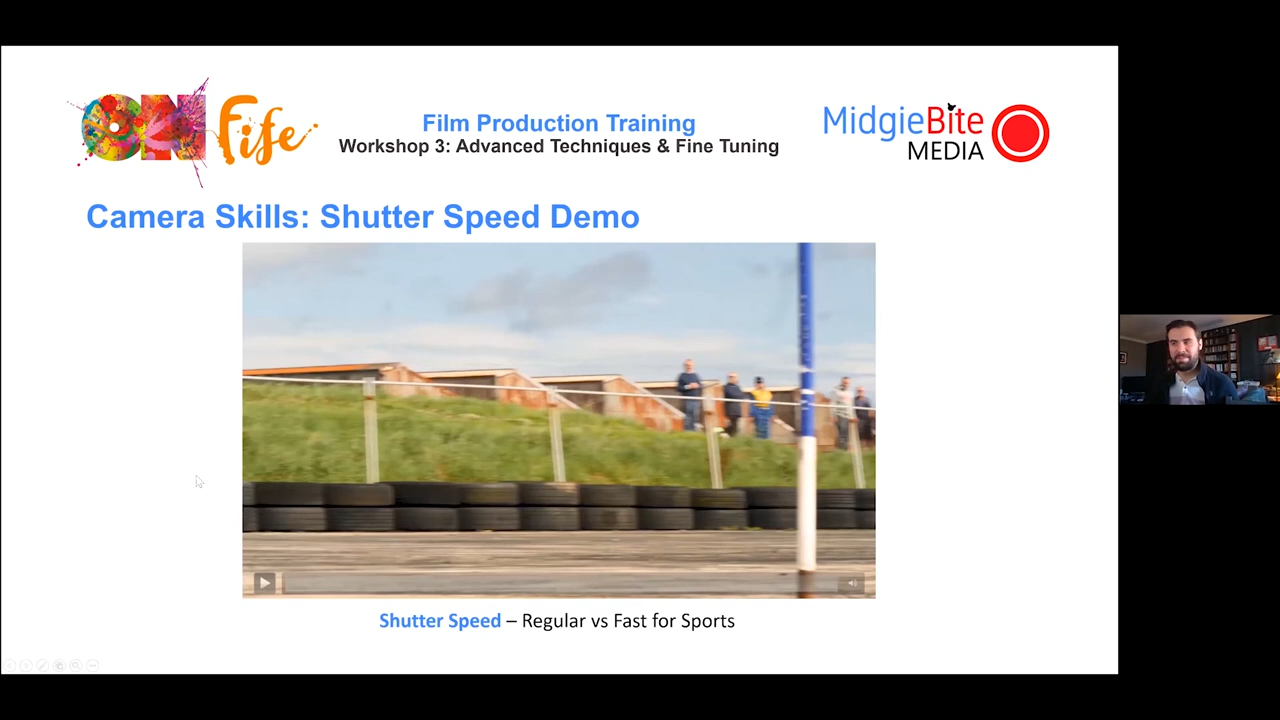 ON Fife
Film Production Training
Workshop 3: Advanced Techniques & Fine Tuning
MidgieBite
MEDIA
Camera Skills: Shutter Speed Demo
Shutter Speed – Regular vs Fast for Sports